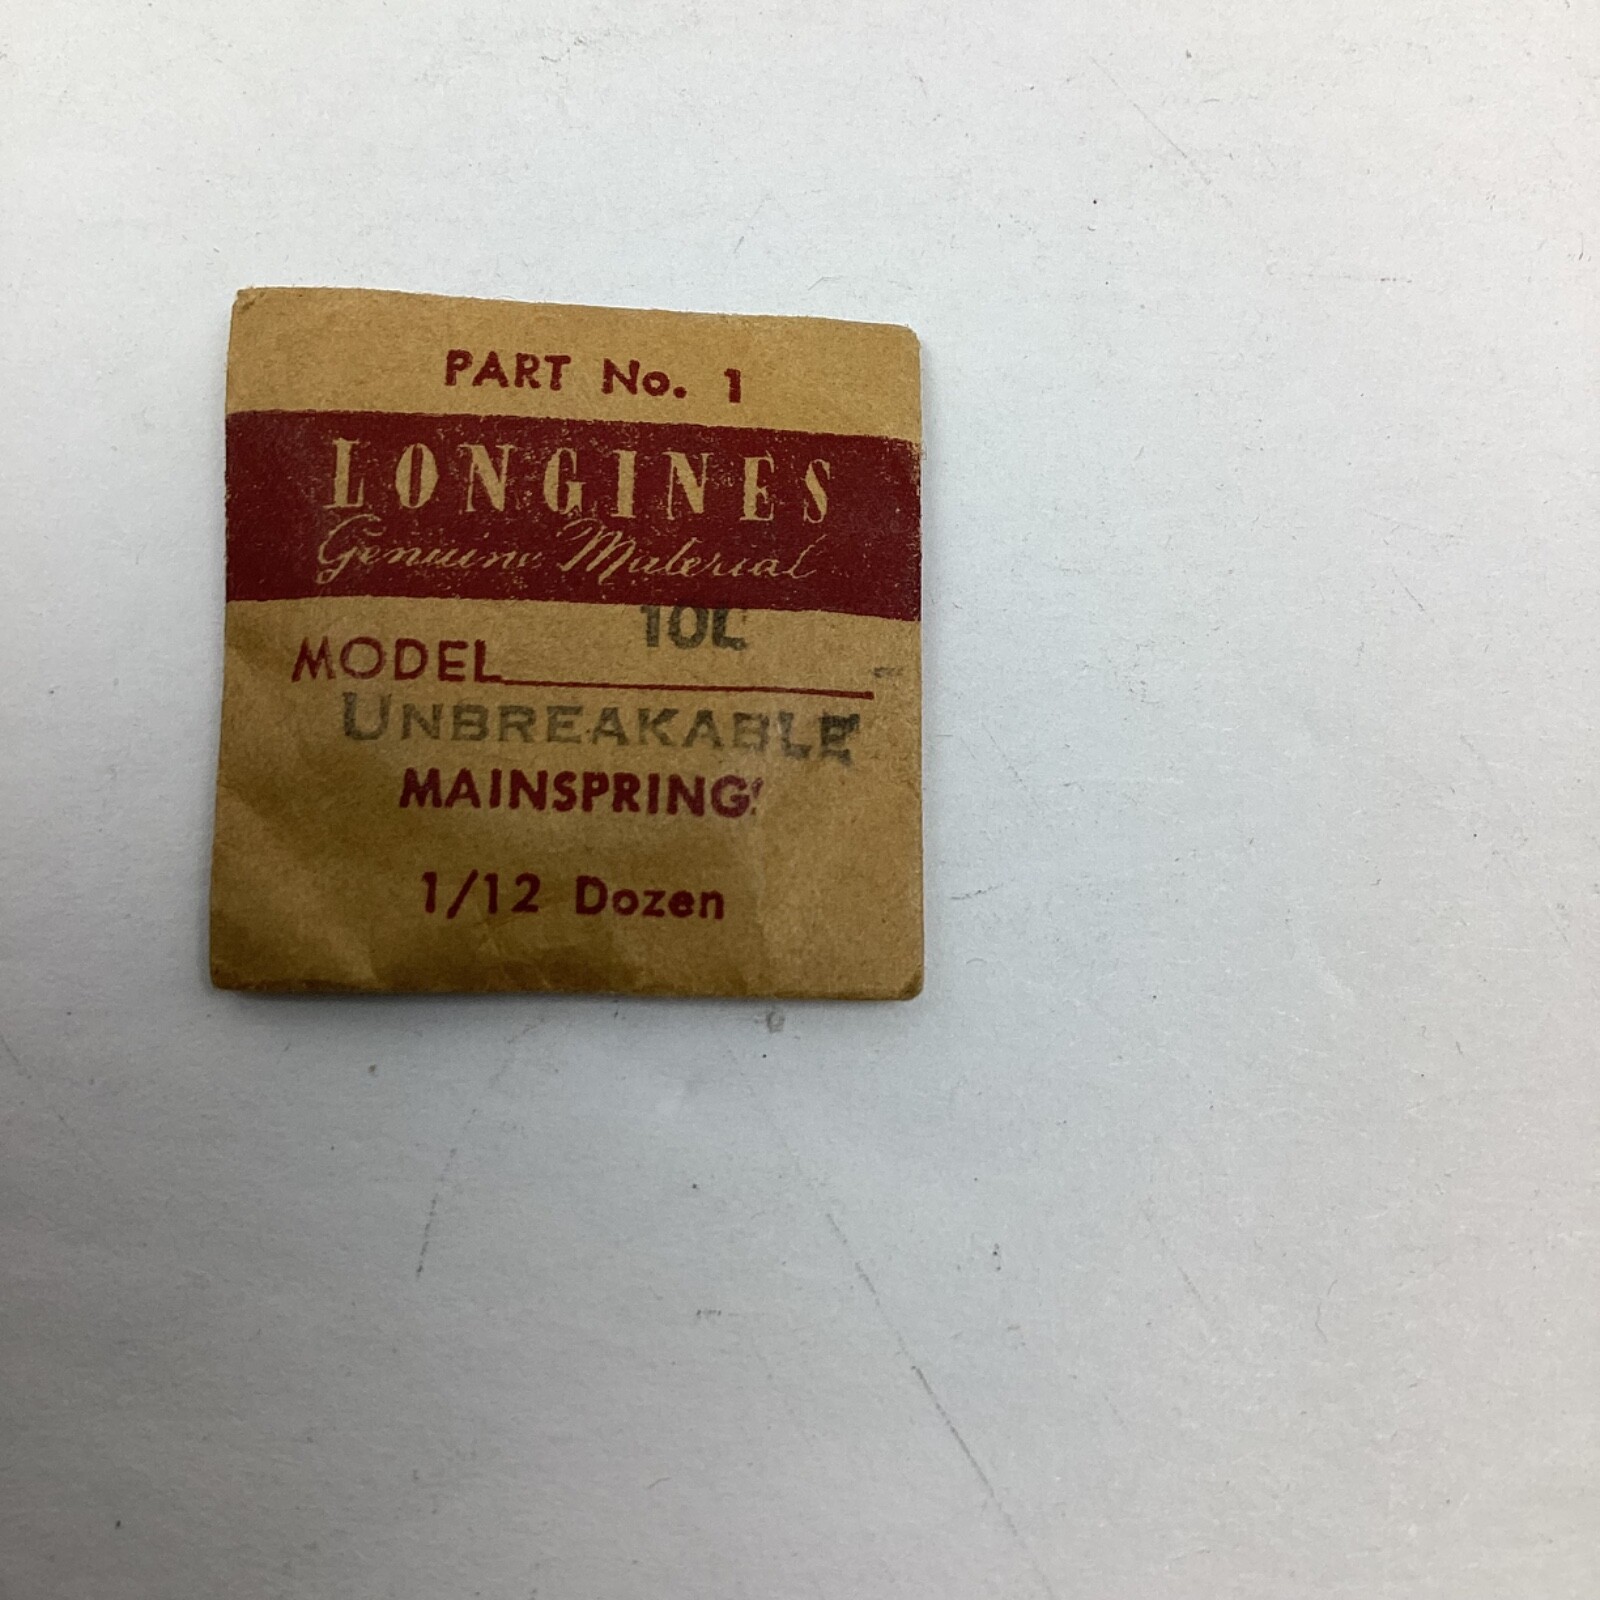 PART No. 1
LONGINES
Genuine Material
10L
MODEL
UNBREAKABLE
MAINSPRING
1/12 Dozen